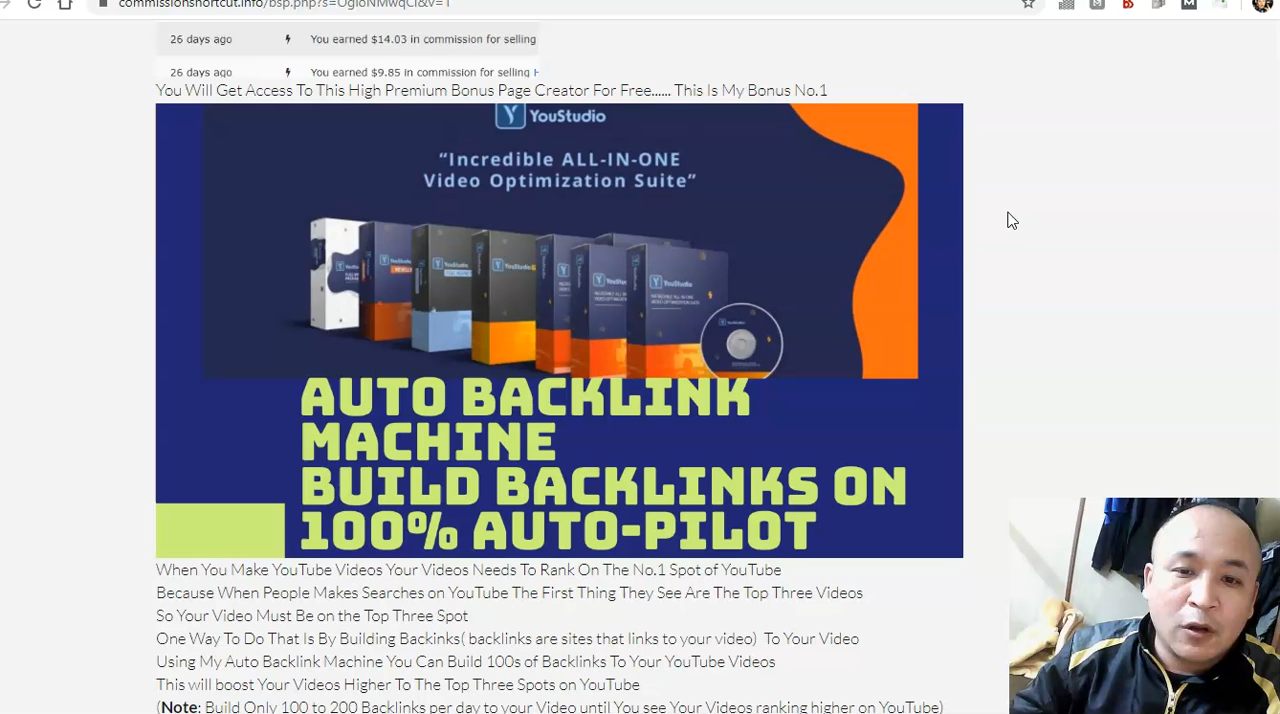 commissionshortcut.info/bsp.php?s=OgloNMwqCI&v=1
26 days ago You earned $14.03 in commission for selling
26 days ago You earned $9.85 in commission for selling H
You Will Get Access To This High Premium Bonus Page Creator For Free...... This Is My Bonus No.1
YouStudio
“Incredible ALL-IN-ONE
Video Optimization Suite”
YouStudio
YouStudio
YouStudio
AUTO BACKLINK
MACHINE
BUILD BACKLINKS ON
100% AUTO-PILOT
When You Make YouTube Videos Your Videos Needs To Rank On The No.1 Spot of YouTube
Because When People Makes Searches on YouTube The First Thing They See Are The Top Three Videos
So Your Video Must Be on the Top Three Spot
One Way To Do That Is By Building Backinks( backlinks are sites that links to your video) To Your Video
Using My Auto Backlink Machine You Can Build 100s of Backlinks To Your YouTube Videos
This will boost Your Videos Higher To The Top Three Spots on YouTube
(Note: Build Only 100 to 200 Backlinks per day to your Video until You see Your Videos ranking higher on YouTube)